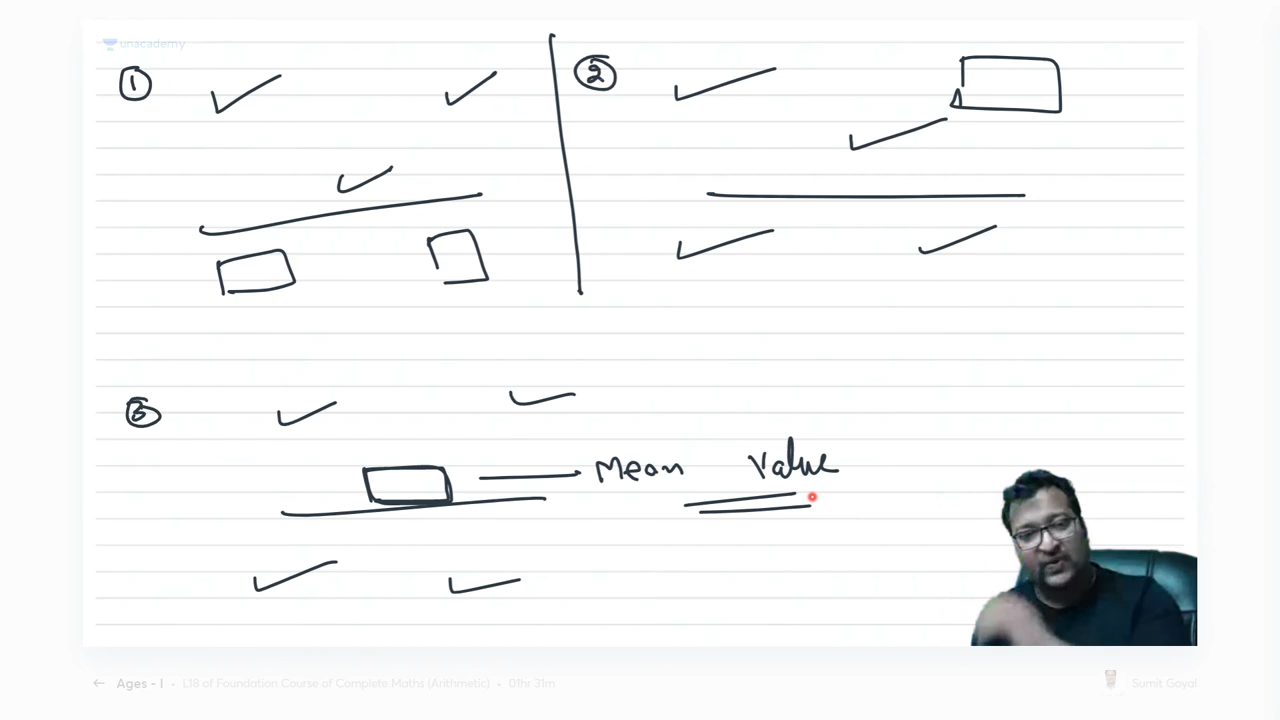 unacademy
①
②
③
Mean Value
Ages - I • L18 of Foundation Course of Complete Maths (Arithmetic) • 01hr 31m
Sumit Goyal